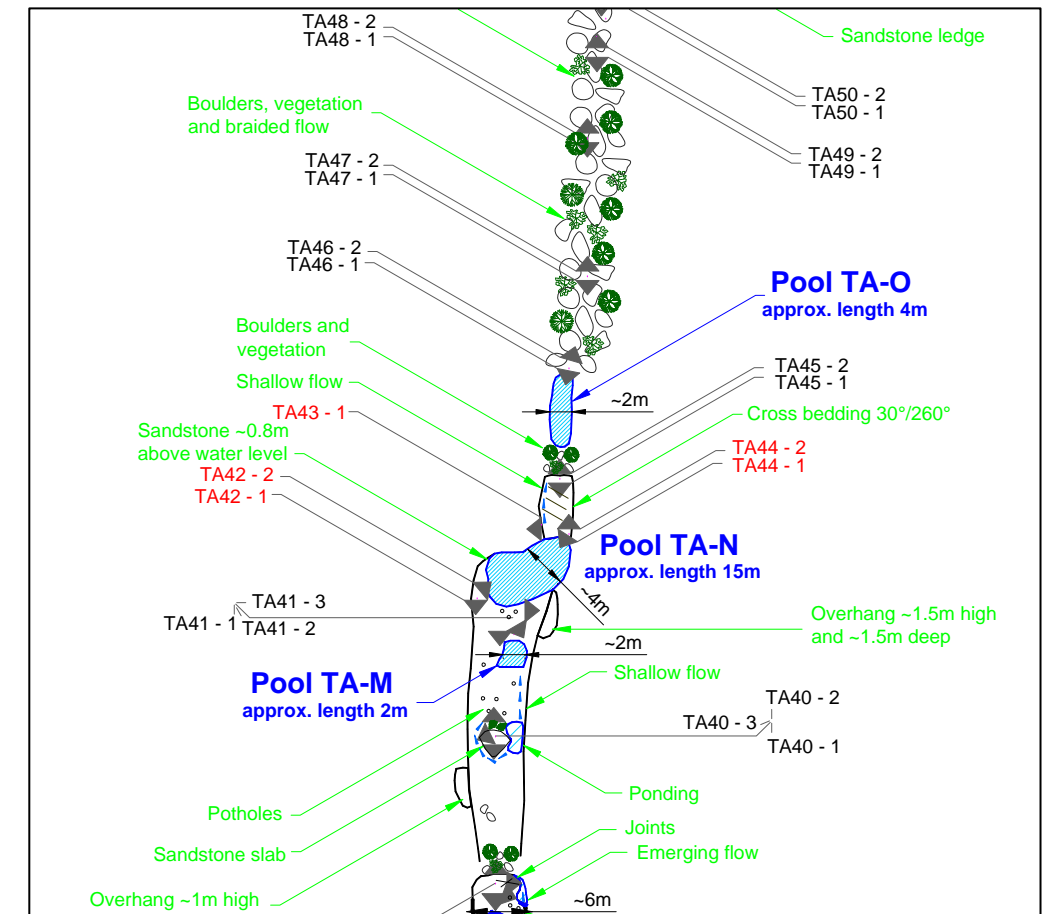 TA48 - 2
TA48 - 1
Sandstone ledge
TA50 - 2
TA50 - 1
Boulders, vegetation
and braided flow
TA49 - 2
TA49 - 1
TA47 - 2
TA47 - 1
TA46 - 2
TA46 - 1
Pool TA-O
approx. length 4m
Boulders and
vegetation
TA45 - 2
TA45 - 1
Shallow flow
~2m
TA43 - 1
Cross bedding 30°/260°
Sandstone ~0.8m
above water level
TA44 - 2
TA44 - 1
TA42 - 2
TA42 - 1
Pool TA-N
approx. length 15m
~4m
TA41 - 3
TA41 - 1
TA41 - 2
Overhang ~1.5m high
and ~1.5m deep
~2m
Shallow flow
Pool TA-M
approx. length 2m
TA40 - 2
TA40 - 3
TA40 - 1
Ponding
Potholes
Joints
Sandstone slab
Emerging flow
Overhang ~1m high
~6m